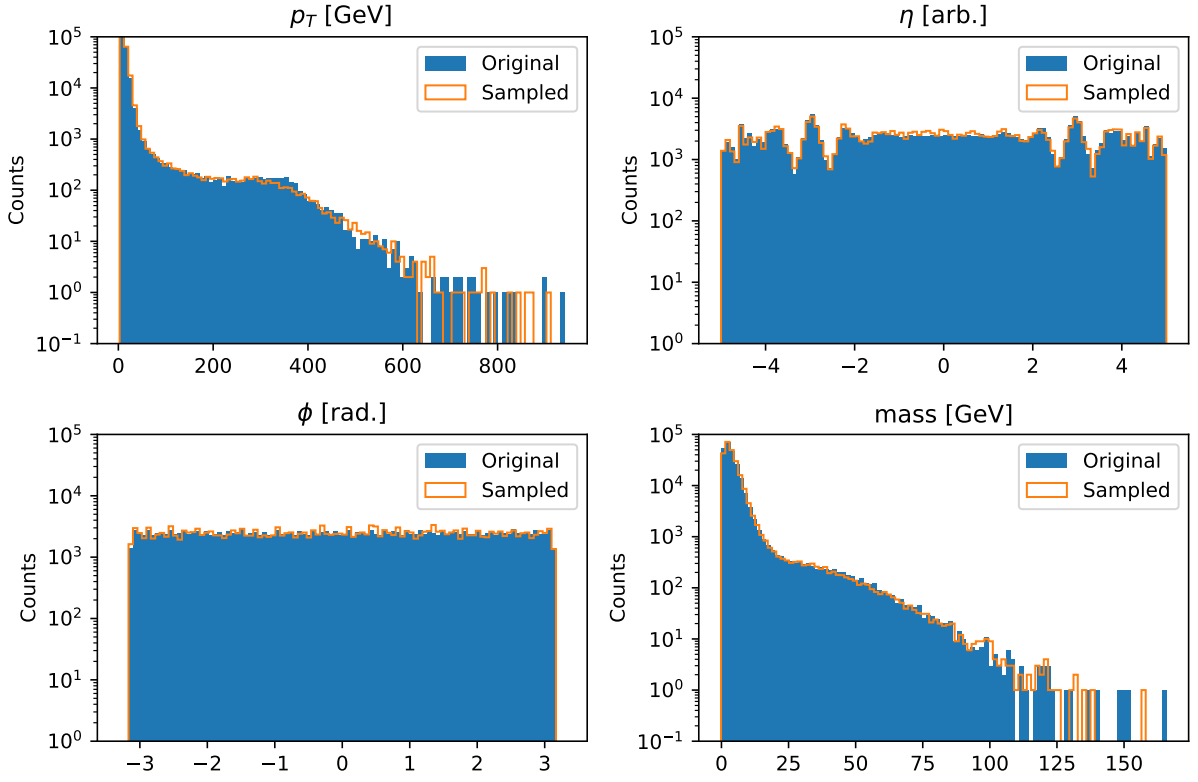 p_T [GeV]
Counts
10^5
10^4
10^3
10^2
10^1
10^0
10^−1
Original
Sampled
0 200 400 600 800
η [arb.]
Counts
10^5
10^4
10^3
10^2
10^1
10^0
Original
Sampled
−4 −2 0 2 4
ϕ [rad.]
Counts
10^5
10^4
10^3
10^2
10^1
10^0
Original
Sampled
−3 −2 −1 0 1 2 3
mass [GeV]
Counts
10^5
10^4
10^3
10^2
10^1
10^0
10^−1
Original
Sampled
0 25 50 75 100 125 150